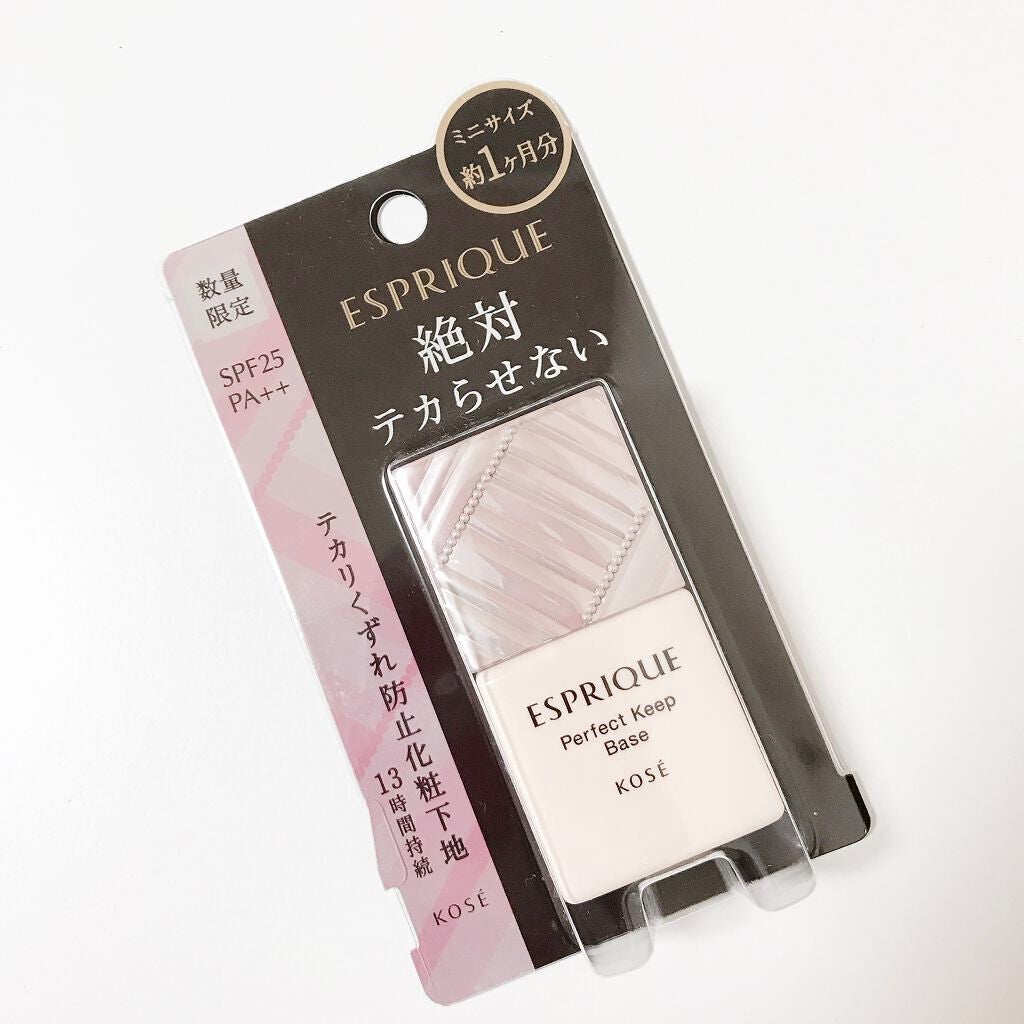 ミニサイズ
約1ヶ月分
ESPRIQUE
絶対
テカらせない
数量
限定
SPF25
PA++
テカリくずれ防止化粧下地
13時間持続
KOSÉ
ESPRIQUE
Perfect Keep
Base
KOSÉ